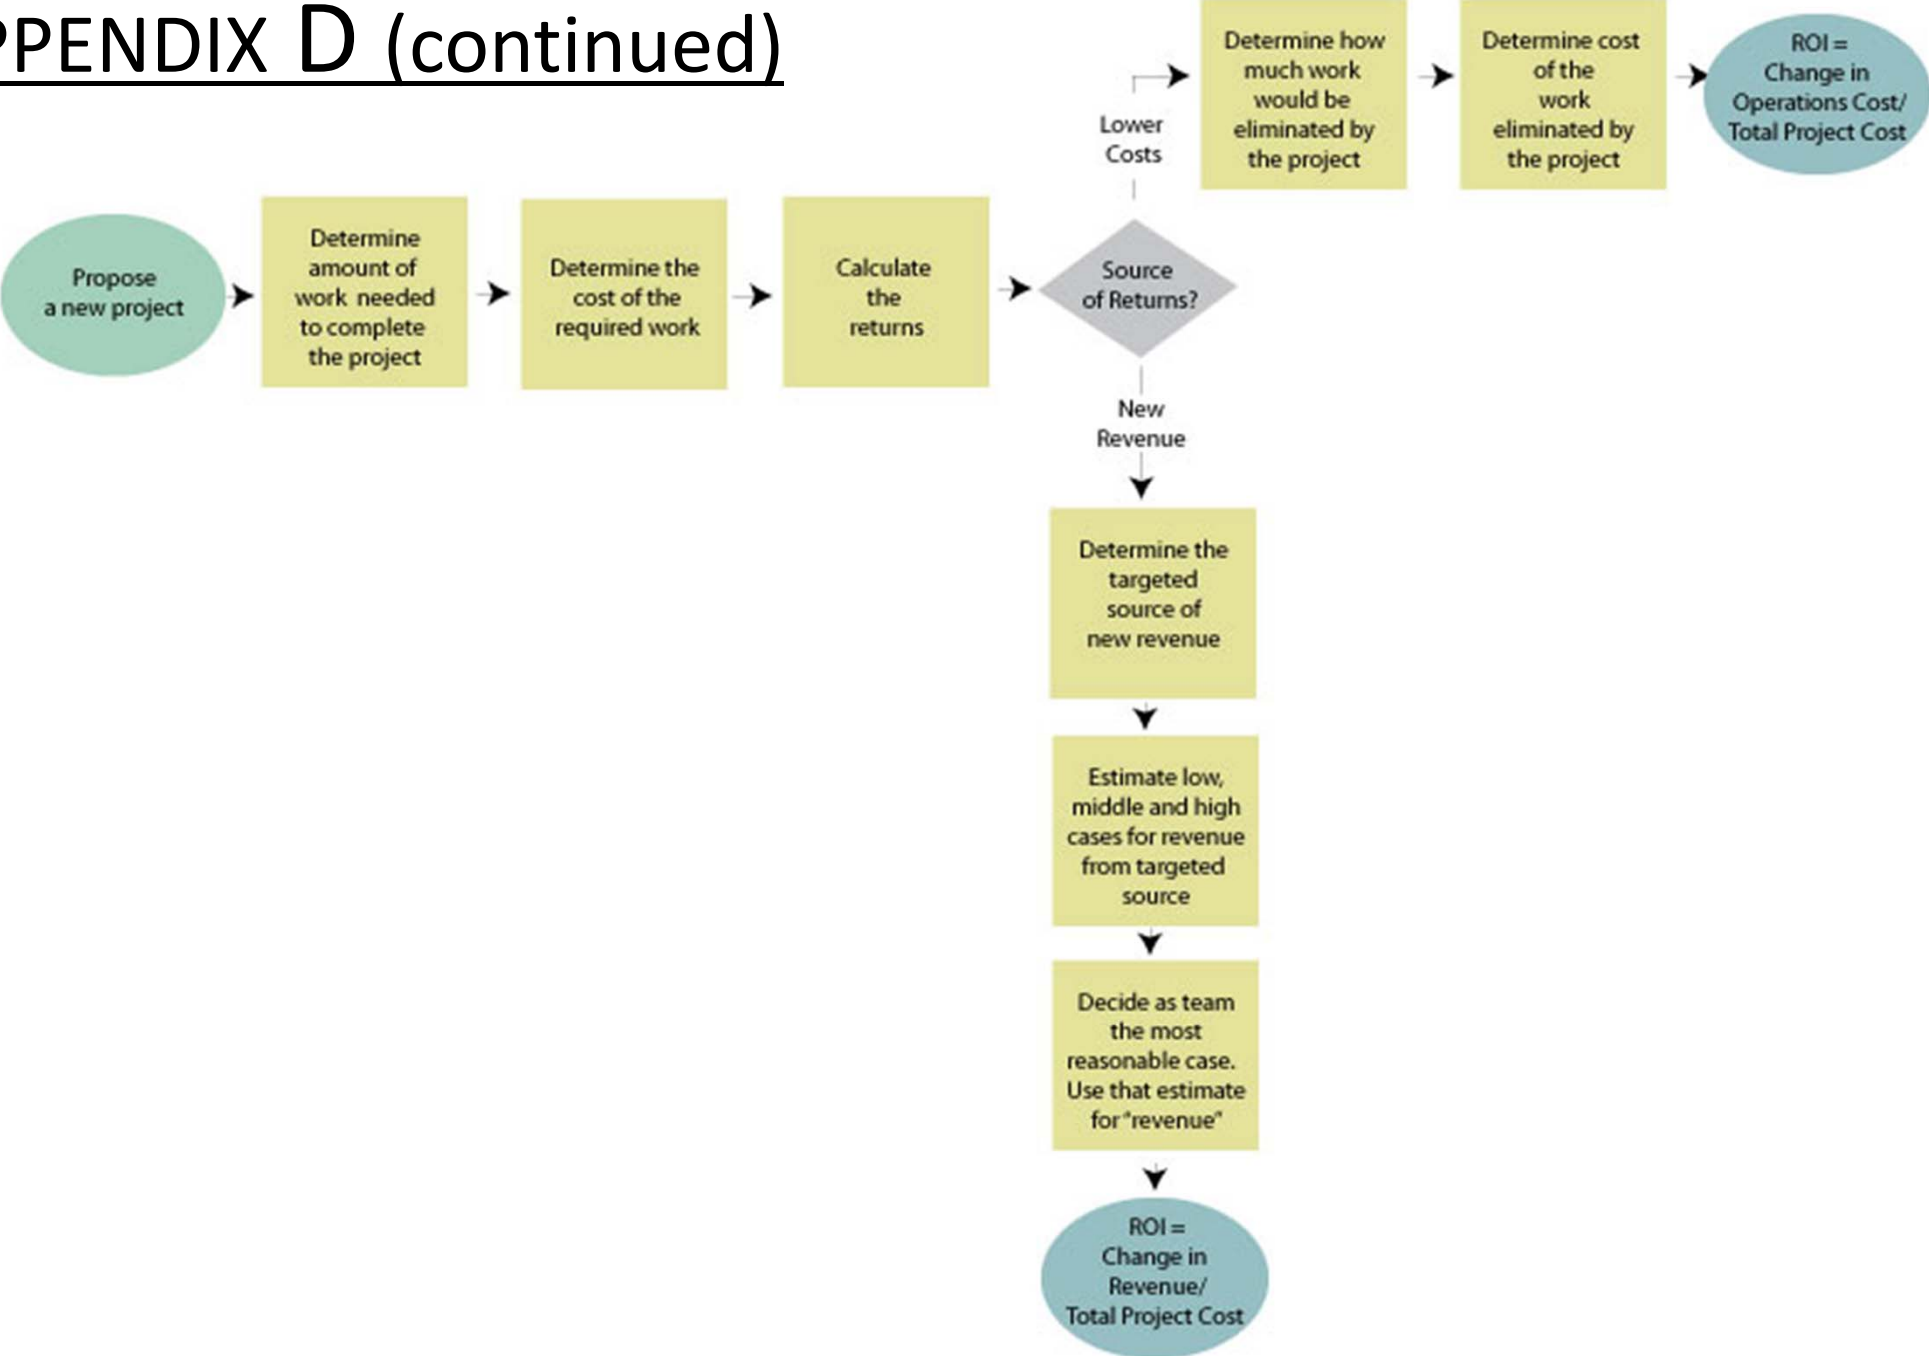 PPENDIX D (continued)
Propose
a new project
Determine
amount of
work needed
to complete
the project
Determine the
cost of the
required work
Calculate
the
returns
Source
of Returns?
Lower
Costs
Determine how
much work
would be
eliminated by
the project
Determine cost
of the
work
eliminated by
the project
ROI =
Change in
Operations Cost/
Total Project Cost
New
Revenue
Determine the
targeted
source of
new revenue
Estimate low,
middle and high
cases for revenue
from targeted
source
Decide as team
the most
reasonable case.
Use that estimate
for "revenue"
ROI =
Change in
Revenue/
Total Project Cost